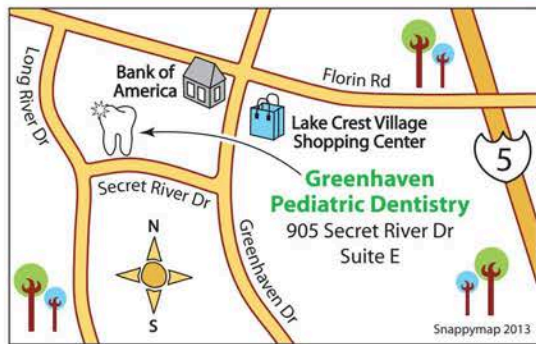 Long River Dr
Bank of
America
Florin Rd
Lake Crest Village
Shopping Center
5
Greenhaven
Pediatric Dentistry
905 Secret River Dr
Suite E
Secret River Dr
Greenhaven Dr
N
S
Snappymap 2013